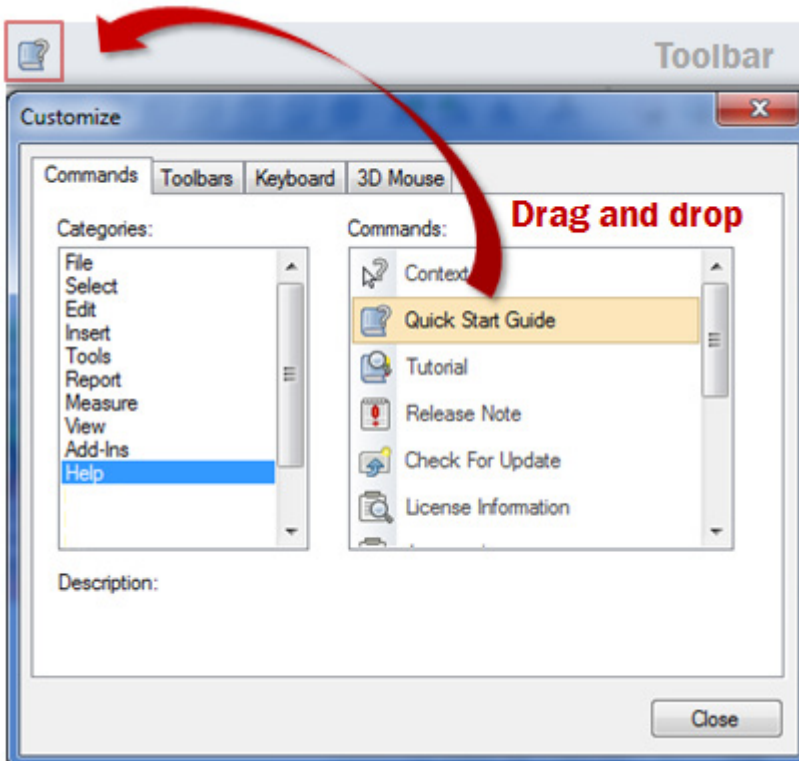 Toolbar
Customize
Commands Toolbars Keyboard 3D Mouse
Drag and drop
Categories:
Commands:
File
Select
Edit
Insert
Tools
Report
Measure
View
Add-Ins
Help
Context
Quick Start Guide
Tutorial
Release Note
Check For Update
License Information
Description:
Close